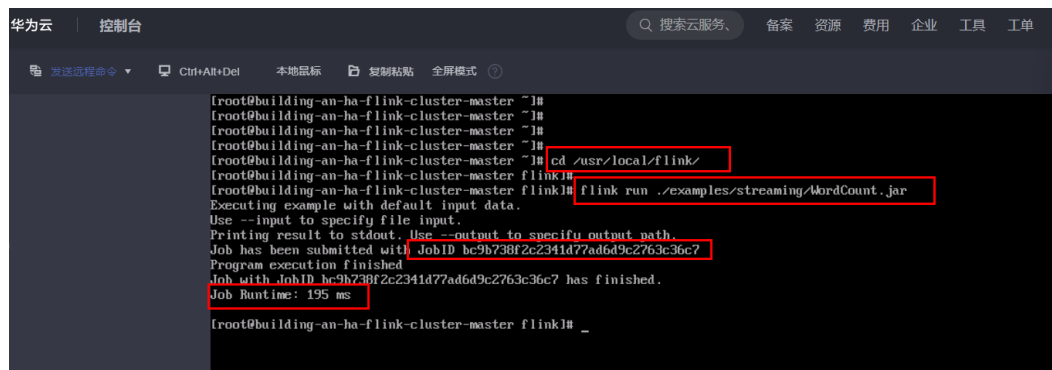 华为云 控制台 搜索云服务、 备案 资源 费用 企业 工具 工单
发送远程命令 Ctrl+Alt+Del 本地鼠标 复制粘贴 全屏模式 ?
[root@building-an-ha-flink-cluster-master ~]#
[root@building-an-ha-flink-cluster-master ~]#
[root@building-an-ha-flink-cluster-master ~]#
[root@building-an-ha-flink-cluster-master ~]#
[root@building-an-ha-flink-cluster-master ~]# cd /usr/local/flink/
[root@building-an-ha-flink-cluster-master flink]#
[root@building-an-ha-flink-cluster-master flink]# flink run ./examples/streaming/WordCount.jar
Executing example with default input data.
Use --input to specify file input.
Printing result to stdout. Use --output to specify output path.
Job has been submitted with JobID bc9b738f2c2341d77ad6d9c2763c36c7
Program execution finished
Job with JobID bc9b738f2c2341d77ad6d9c2763c36c7 has finished.
Job Runtime: 195 ms
[root@building-an-ha-flink-cluster-master flink]# _